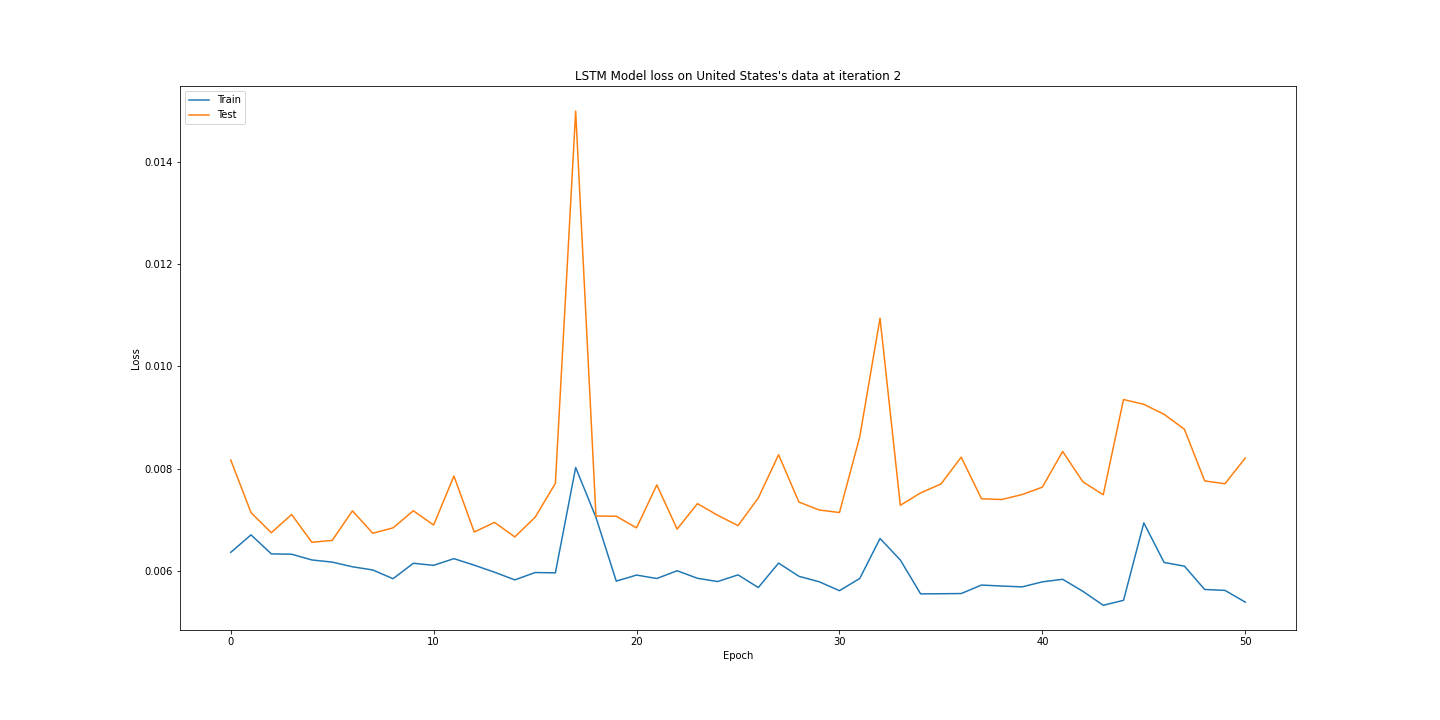 LSTM Model loss on United States's data at iteration 2
Train
Test
0.014
0.012
0.010
0.008
0.006
Loss
0 10 20 30 40 50
Epoch